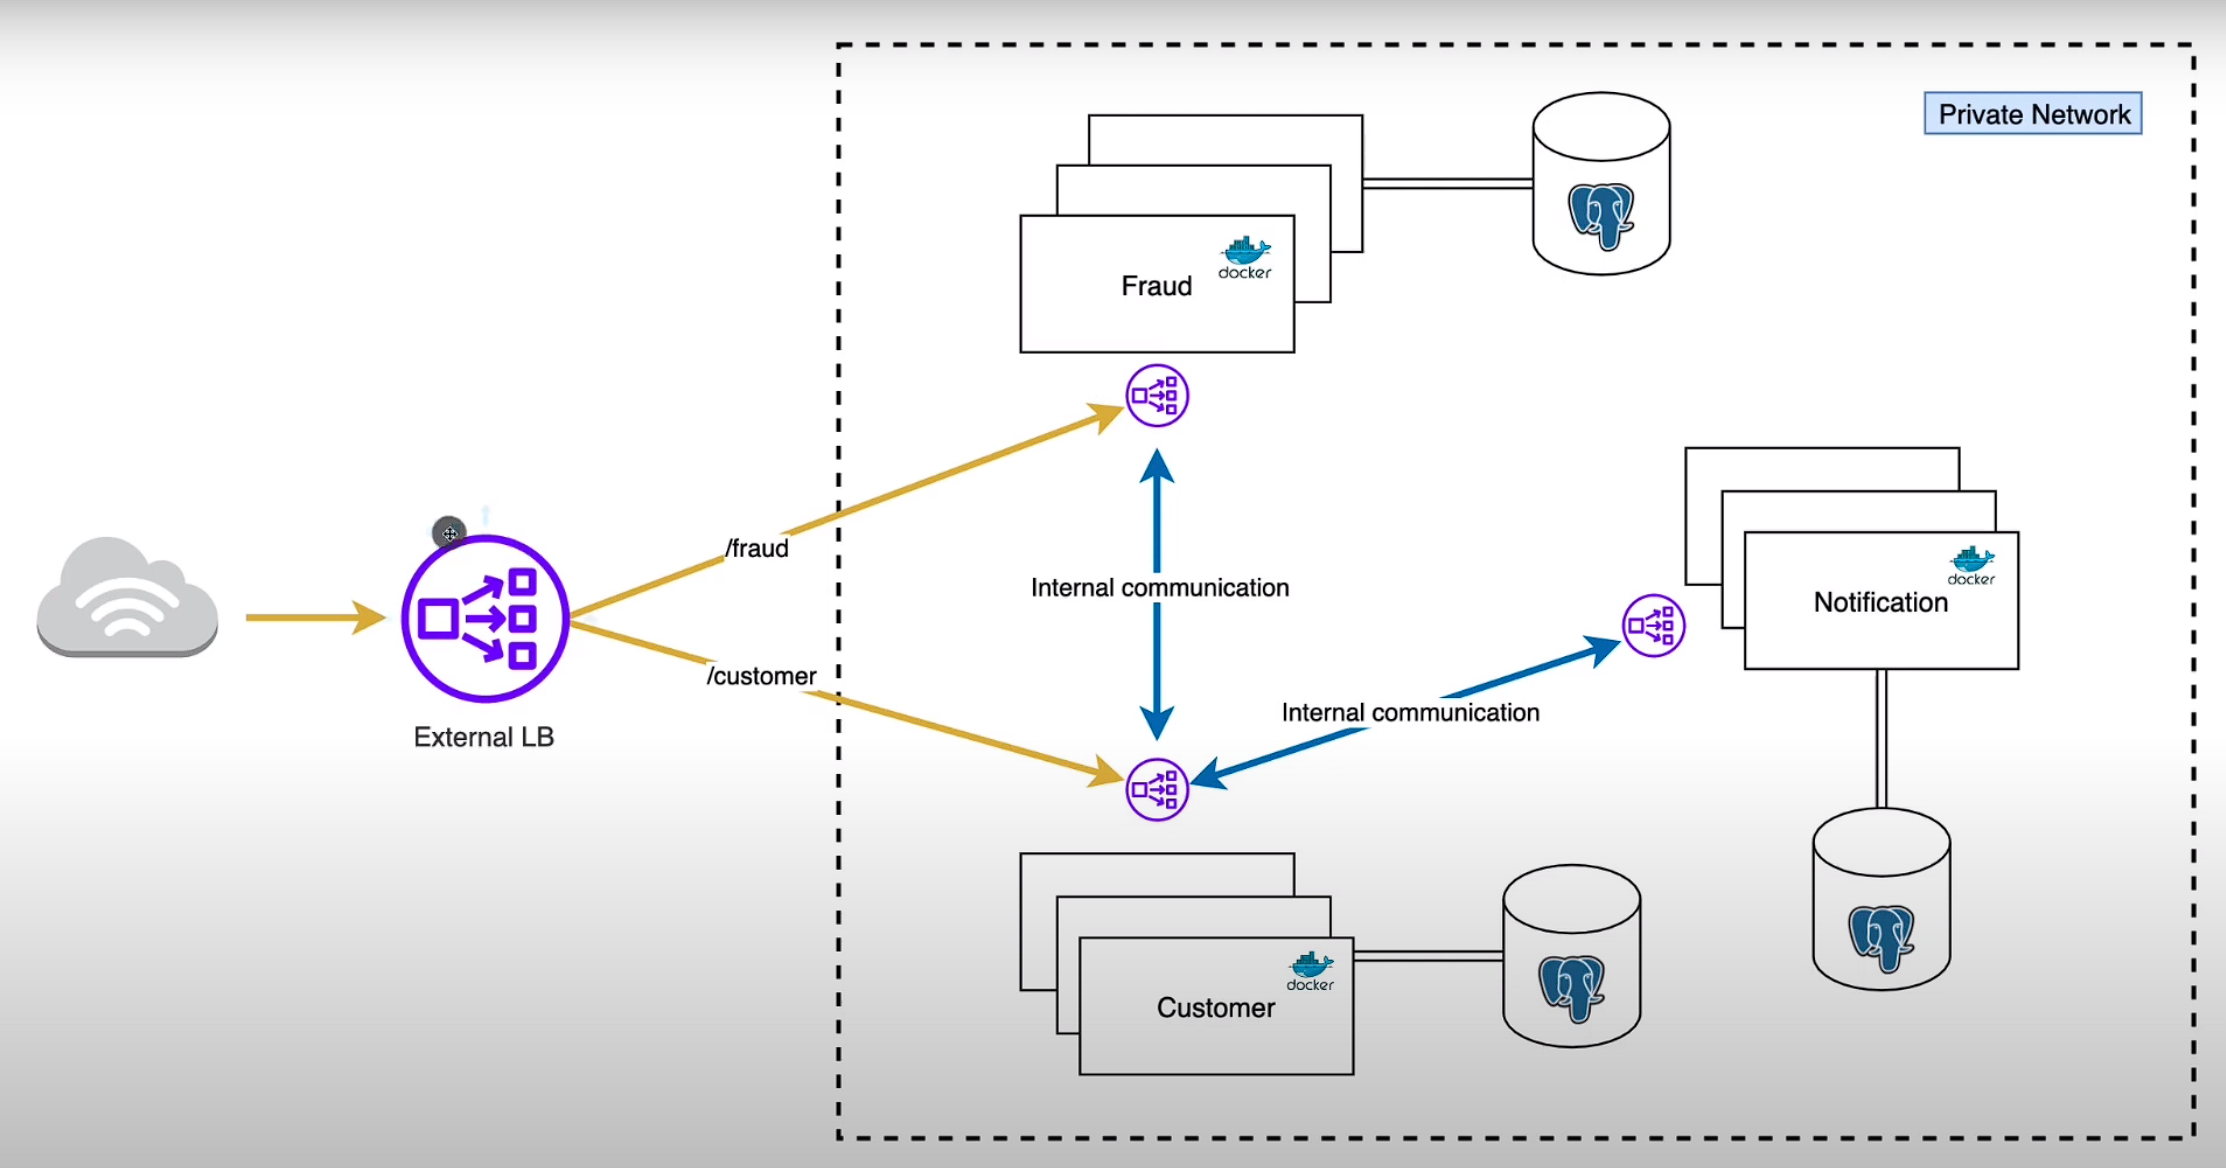 Private Network
docker
Fraud
/fraud
Internal communication
docker
Notification
/customer
Internal communication
External LB
docker
Customer